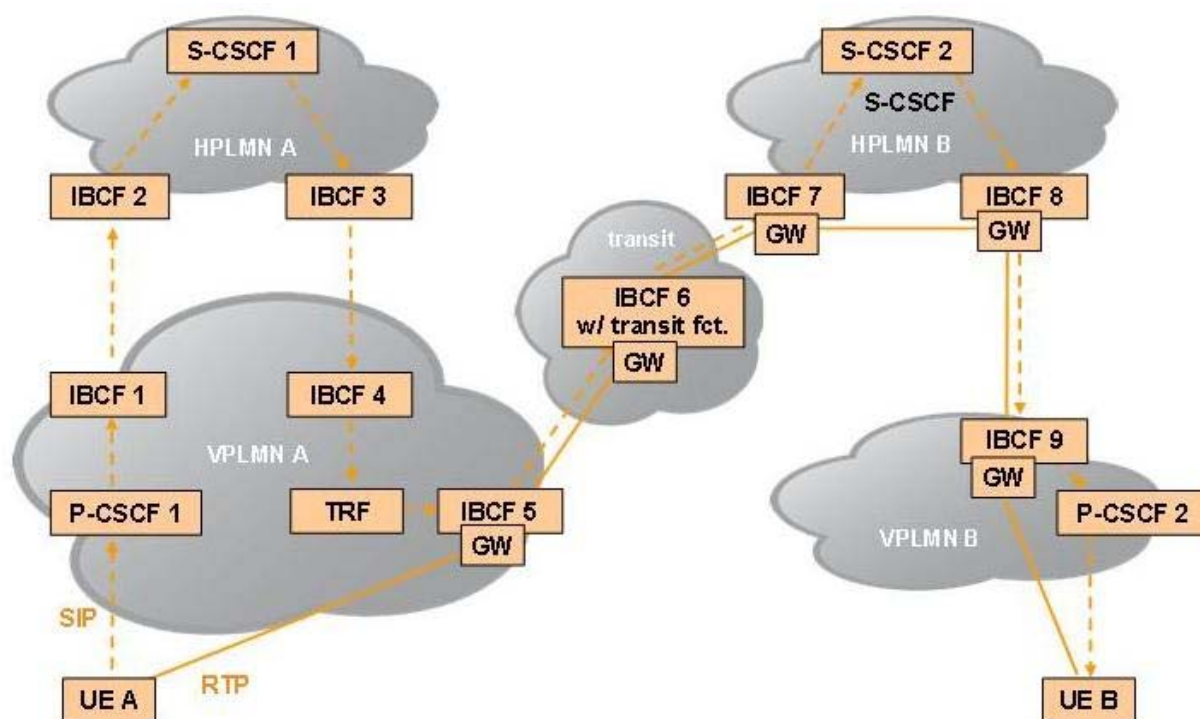 S-CSCF 1
S-CSCF 2
S-CSCF
HPLMN A
HPLMN B
IBCF 2
IBCF 3
IBCF 7
IBCF 8
GW
GW
transit
IBCF 6
w/ transit fct.
GW
IBCF 1
IBCF 4
IBCF 9
VPLMN A
GW
P-CSCF 1
TRF
IBCF 5
P-CSCF 2
GW
VPLMN B
SIP
RTP
UE A
UE B